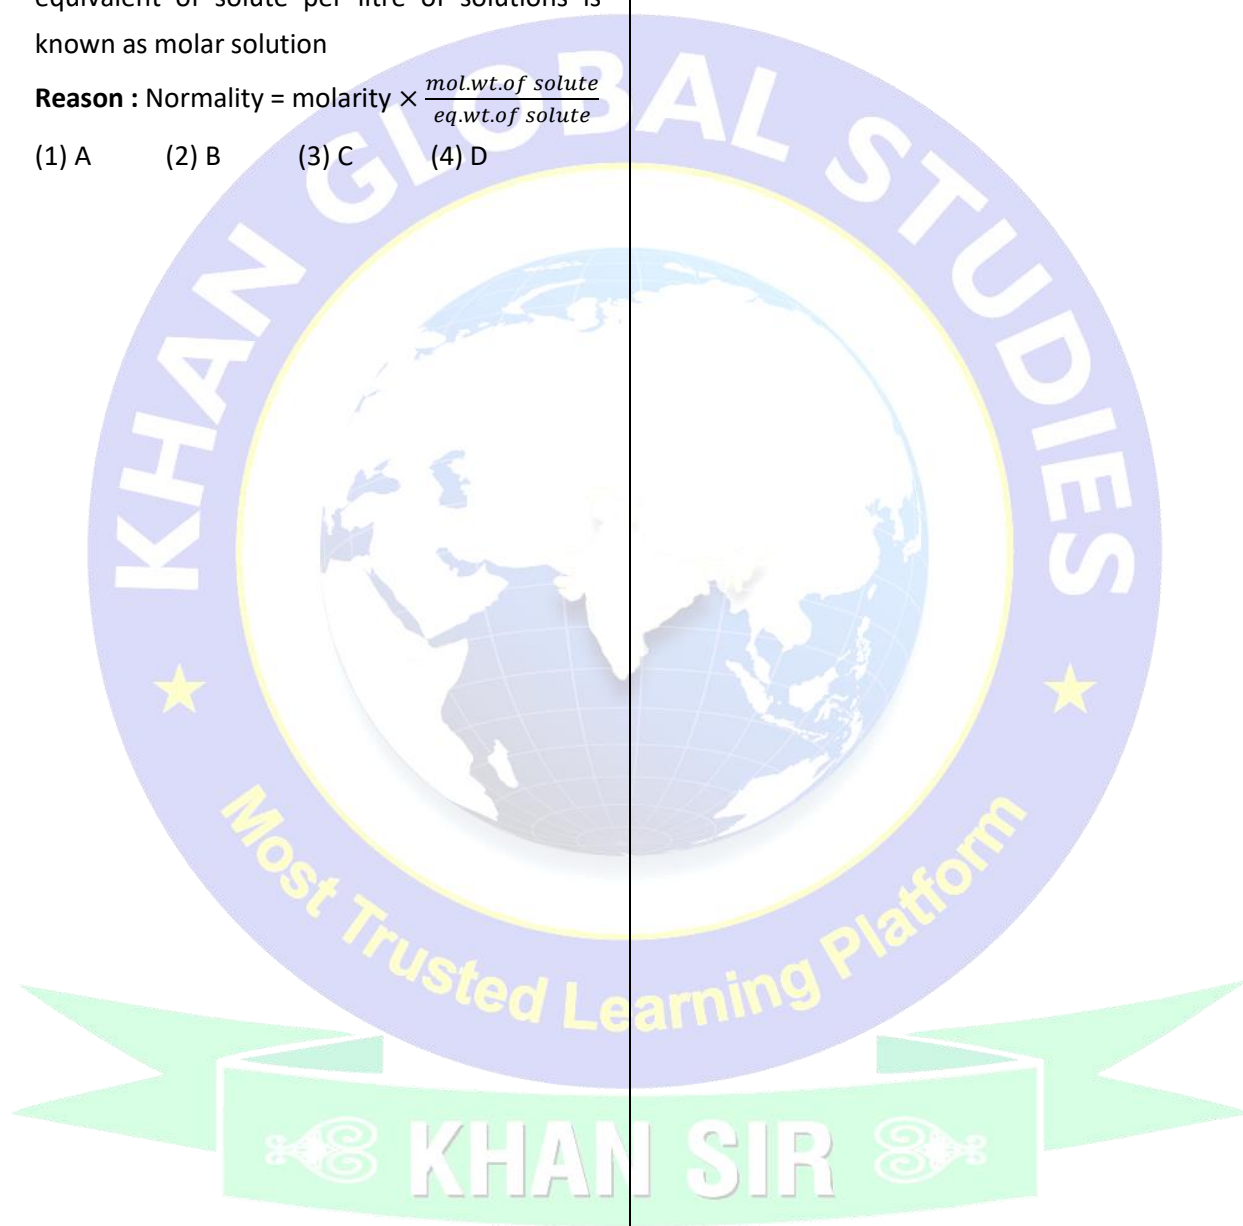 equivalent of solute per litre of solutions is
known as molar solution
Reason : Normality = molarity × mol.wt.of solute / eq.wt.of solute
(1) A (2) B (3) C (4) D
KHAN GLOBAL STUDIES
Most Trusted Learning Platform
KHAN SIR